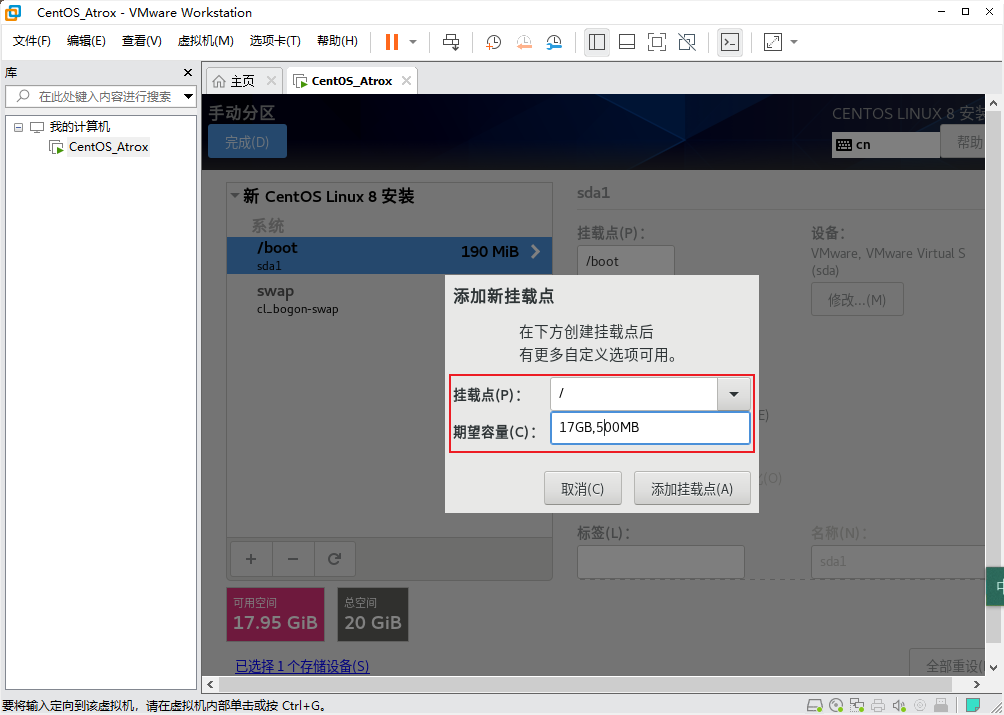 CentOS_Atrox - VMware Workstation
文件(F) 编辑(E) 查看(V) 虚拟机(M) 选项卡(T) 帮助(H)
库
在此处键入内容进行搜索
我的计算机
CentOS_Atrox
主页 CentOS_Atrox
手动分区
CENTOS LINUX 8 安装
完成(D)
cn
帮助
新 CentOS Linux 8 安装
系统
/boot
190 MiB
sda1
swap
cl_bogon-swap
sda1
挂载点(P)：
/boot
设备：
VMware, VMware Virtual S
(sda)
修改...(M)
添加新挂载点
在下方创建挂载点后
有更多自定义选项可用。
挂载点(P)：
/
期望容量(C)：
17GB,500MB
取消(C)
添加挂载点(A)
E)
(O)
标签(L)：
名称(N)：
sda1
可用空间
17.95 GiB
总空间
20 GiB
已选择 1 个存储设备(S)
全部重设(
中
要将输入定向到该虚拟机，请在虚拟机内部单击或按 Ctrl+G。